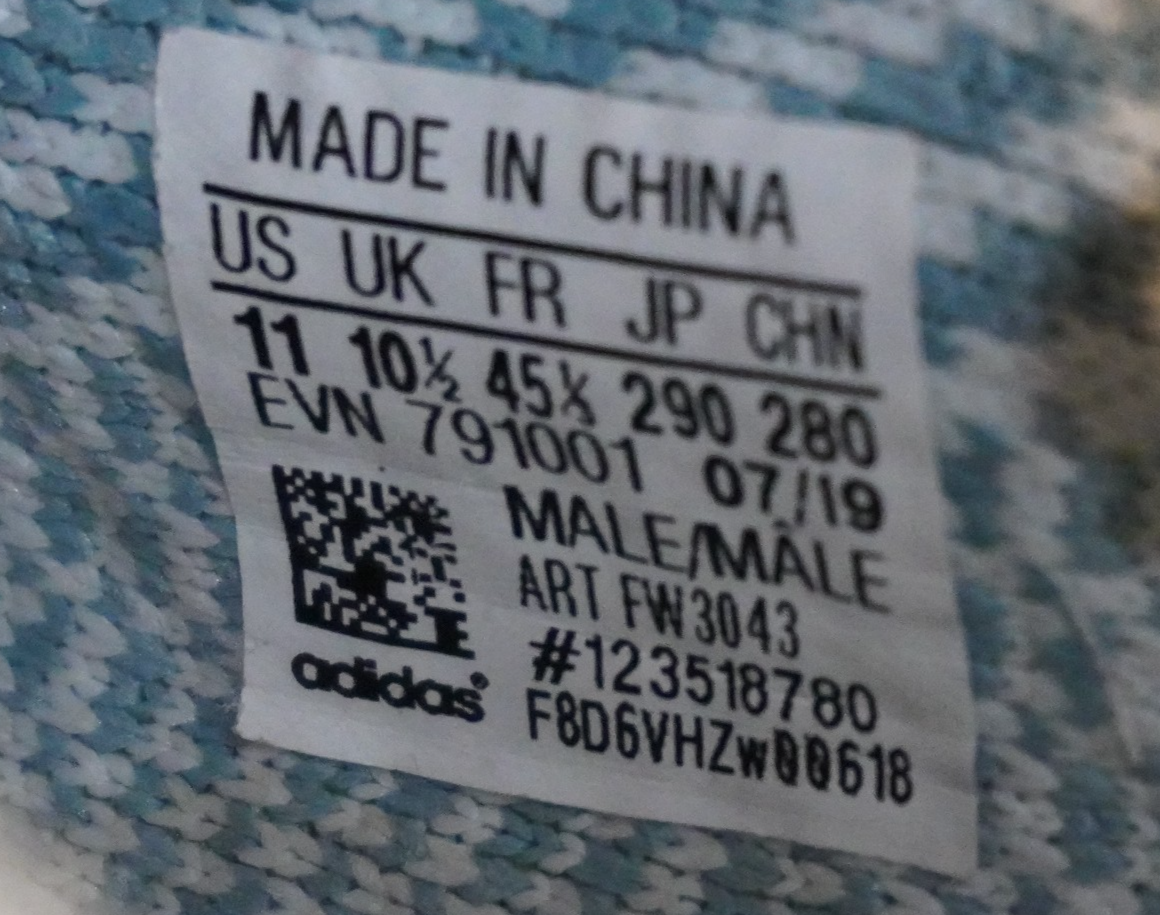 MADE IN CHINA
US UK FR JP CHN
11 10½ 45⅓ 290 280
EVN 791001 07/19
MALE/MÂLE
ART FW3043
#123518780
F8D6VHZw00618
adidas®